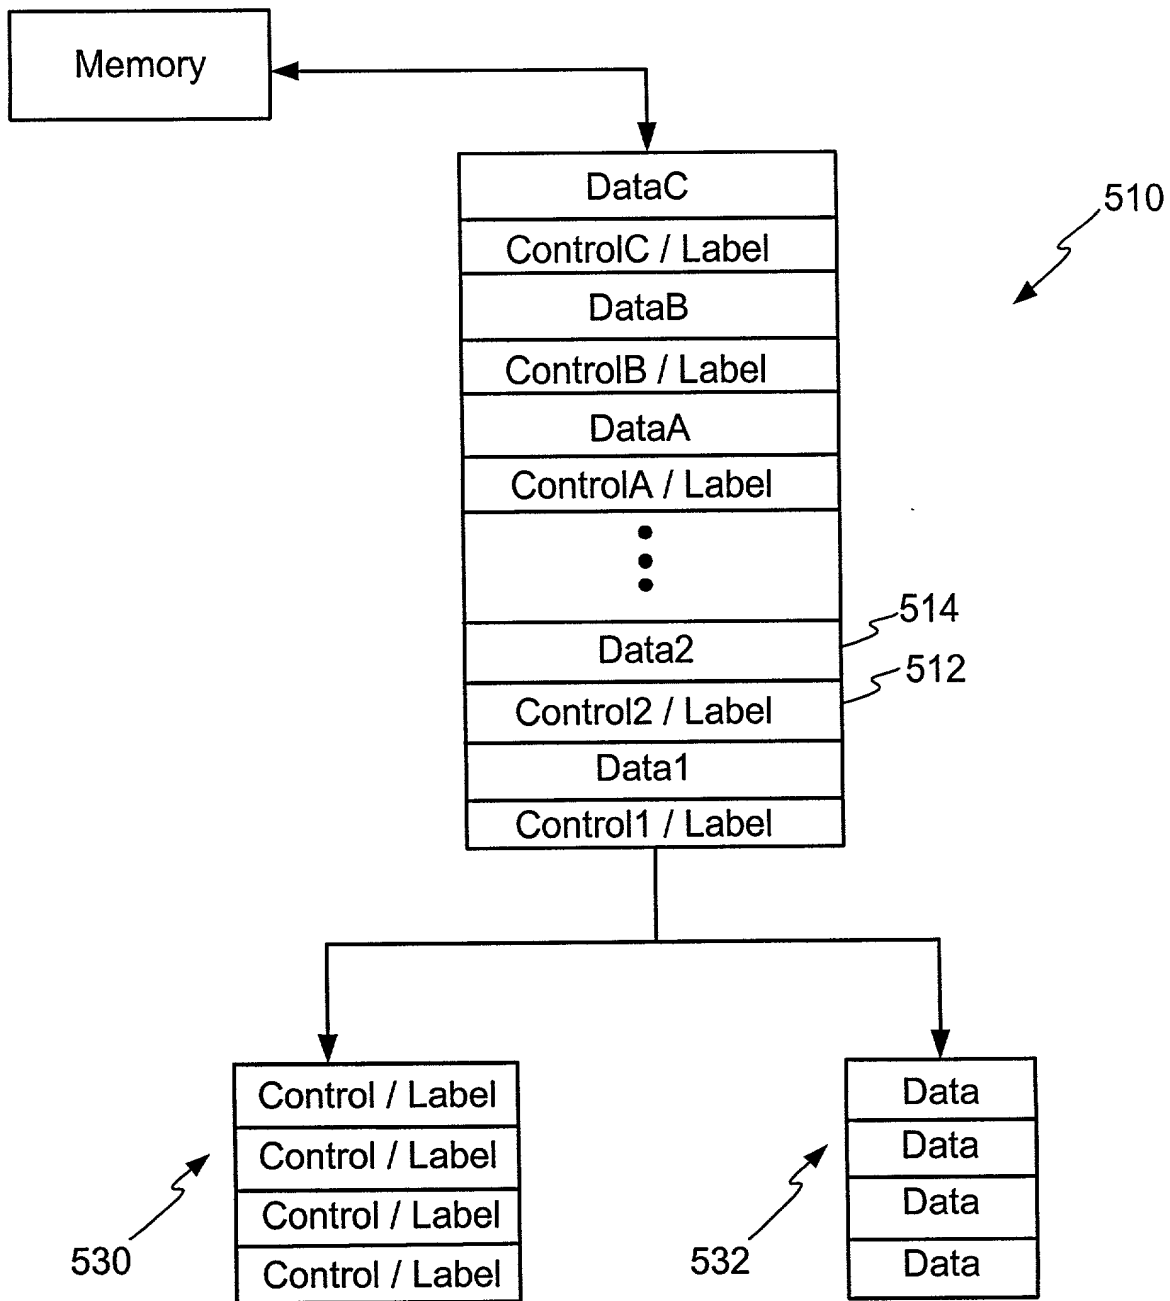 Memory
DataC
510
ControlC / Label
DataB
ControlB / Label
DataA
ControlA / Label
514
Data2
512
Control2 / Label
Data1
Control1 / Label
Control / Label
Control / Label
Control / Label
Control / Label
530
Data
Data
Data
Data
532